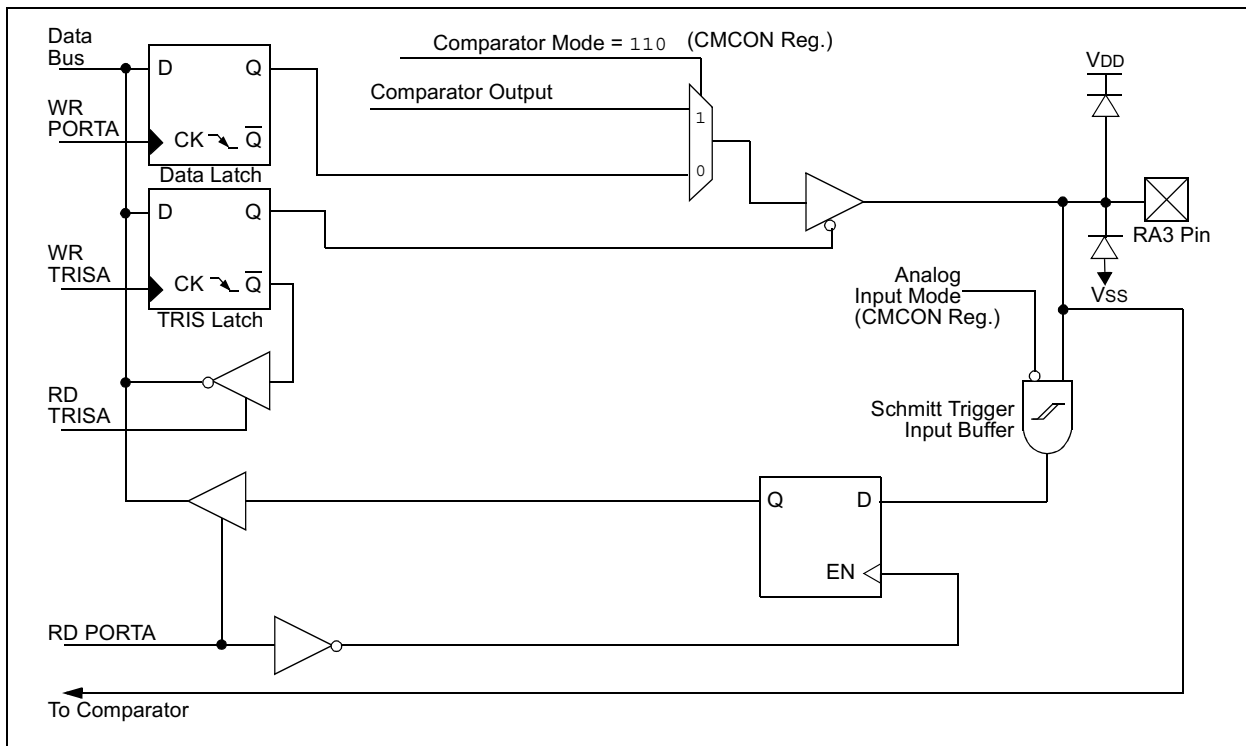 Data
Bus
D Q
WR
PORTA
CK Q̅
Data Latch
Comparator Mode = 110 (CMCON Reg.)
Comparator Output
1
0
VDD
RA3 Pin
VSS
D Q
WR
TRISA
CK Q̅
TRIS Latch
Analog
Input Mode
(CMCON Reg.)
RD
TRISA
Schmitt Trigger
Input Buffer
Q D
EN
RD PORTA
To Comparator